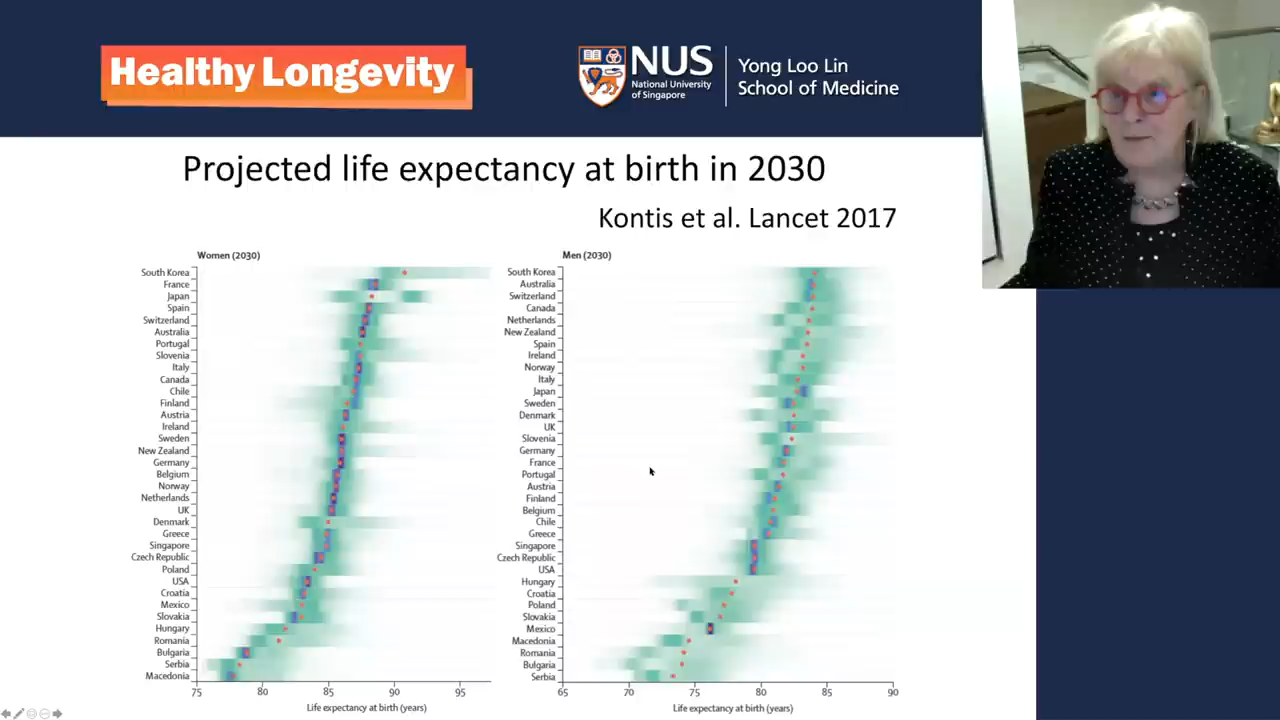 Healthy Longevity
NUS
National University
of Singapore
Yong Loo Lin
School of Medicine
Projected life expectancy at birth in 2030
Kontis et al. Lancet 2017
Women (2030)
South Korea
France
Japan
Spain
Switzerland
Australia
Portugal
Slovenia
Italy
Canada
Chile
Finland
Austria
Ireland
Sweden
New Zealand
Germany
Belgium
Norway
Netherlands
UK
Denmark
Greece
Singapore
Czech Republic
Poland
USA
Croatia
Mexico
Slovakia
Hungary
Romania
Bulgaria
Serbia
Macedonia
75 80 85 90 95
Life expectancy at birth (years)
Men (2030)
South Korea
Australia
Switzerland
Canada
Netherlands
New Zealand
Spain
Ireland
Norway
Italy
Japan
Sweden
Denmark
UK
Slovenia
Germany
France
Portugal
Austria
Finland
Belgium
Chile
Greece
Singapore
Czech Republic
USA
Hungary
Croatia
Poland
Slovakia
Mexico
Macedonia
Romania
Bulgaria
Serbia
65 70 75 80 85 90
Life expectancy at birth (years)